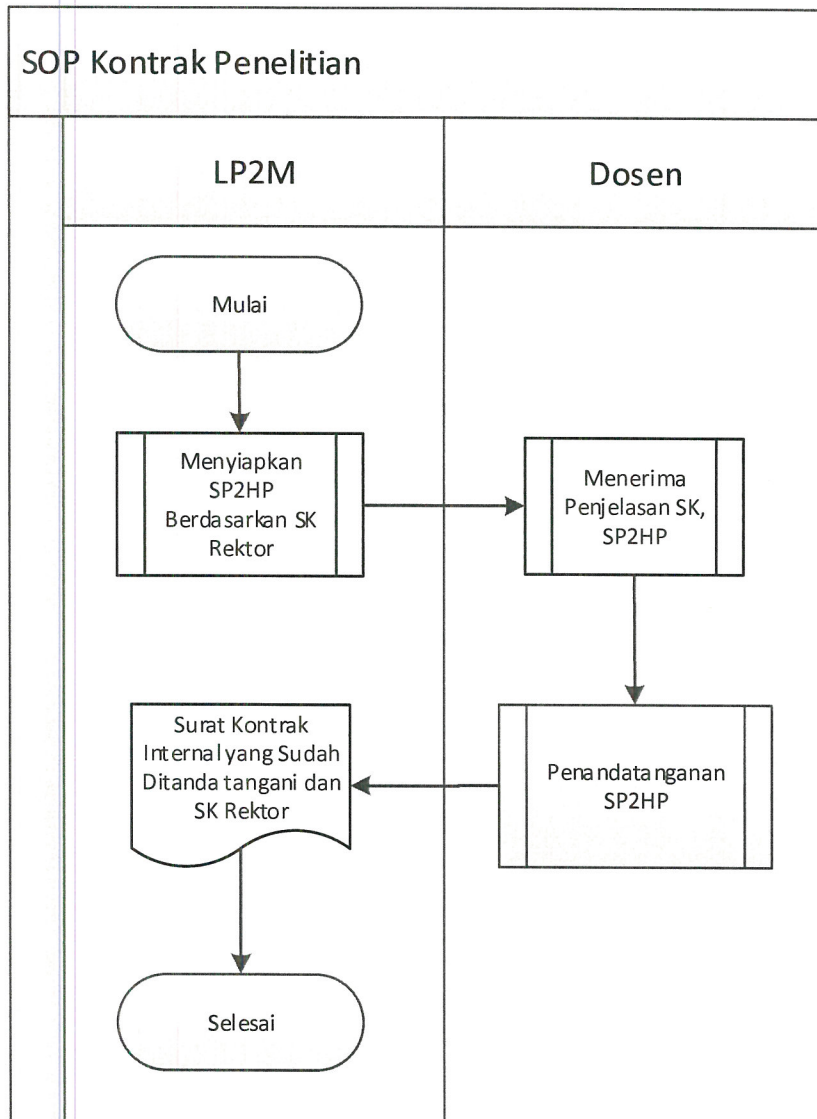 SOP Kontrak Penelitian
LP2M
Dosen
Mulai
Menyiapkan
SP2HP
Berdasarkan SK
Rektor
Menerima
Penjelasan SK,
SP2HP
Penandatanganan
SP2HP
Surat Kontrak
Internal yang Sudah
Ditanda tangani dan
SK Rektor
Selesai